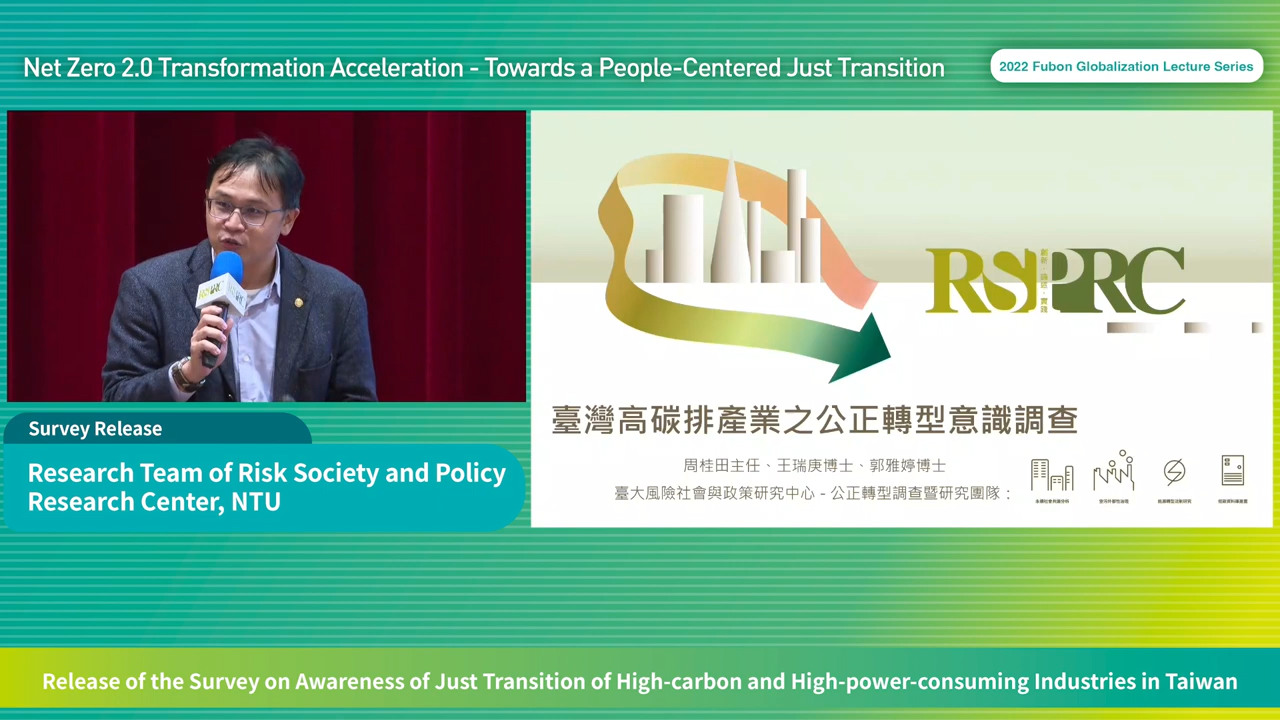 Net Zero 2.0 Transformation Acceleration - Towards a People-Centered Just Transition
2022 Fubon Globalization Lecture Series
RSPRC
創新・磁鐵・實踐
臺灣高碳排產業之公正轉型意識調查
周桂田主任、王瑞庚博士、郭雅婷博士
臺大風險社會與政策研究中心 - 公正轉型調查暨研究團隊：
Survey Release
Research Team of Risk Society and Policy
Research Center, NTU
Release of the Survey on Awareness of Just Transition of High-carbon and High-power-consuming Industries in Taiwan